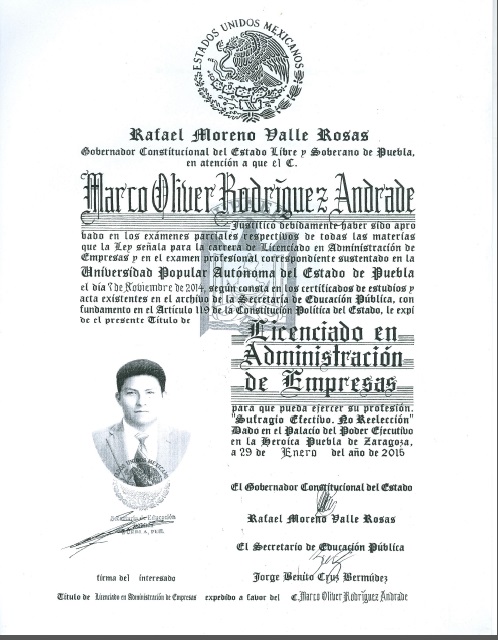 ESTADOS UNIDOS MEXICANOS
Rafael Moreno Valle Rosas
Gobernador Constitucional del Estado Libre y Soberano de Puebla,
en atención a que el C.
Marco Oliver Rodríguez Andrade
Justificó debidamente haber sido apro
bado en los exámenes parciales respectivos de todas las materias
que la Ley señala para la carrera de Licenciado en Administración de
Empresas y en el examen profesional correspondiente sustentado en la
Universidad Popular Autónoma del Estado de Puebla
el día 7 de Noviembre de 2014, según consta en los certificados de estudios y
acta existentes en el archivo de la Secretaría de Educación Pública, con
fundamento en el Artículo 119 de la Constitución Política del Estado, le expi
de el presente Título de
Licenciado en
Administración
de Empresas
para que pueda ejercer su profesión.
"Sufragio Efectivo. No Reelección"
Dado en el Palacio del Poder Ejecutivo
en la Heroica Puebla de Zaragoza,
a 29 de Enero del año de 2015
El Gobernador Constitucional del Estado
Rafael Moreno Valle Rosas
El Secretario de Educación Pública
Jorge Benito Cruz Bermúdez
Secretaría de Educación
firma del interesado
Título de Licenciado en Administración de Empresas expedido a favor del C. Marco Oliver Rodríguez Andrade